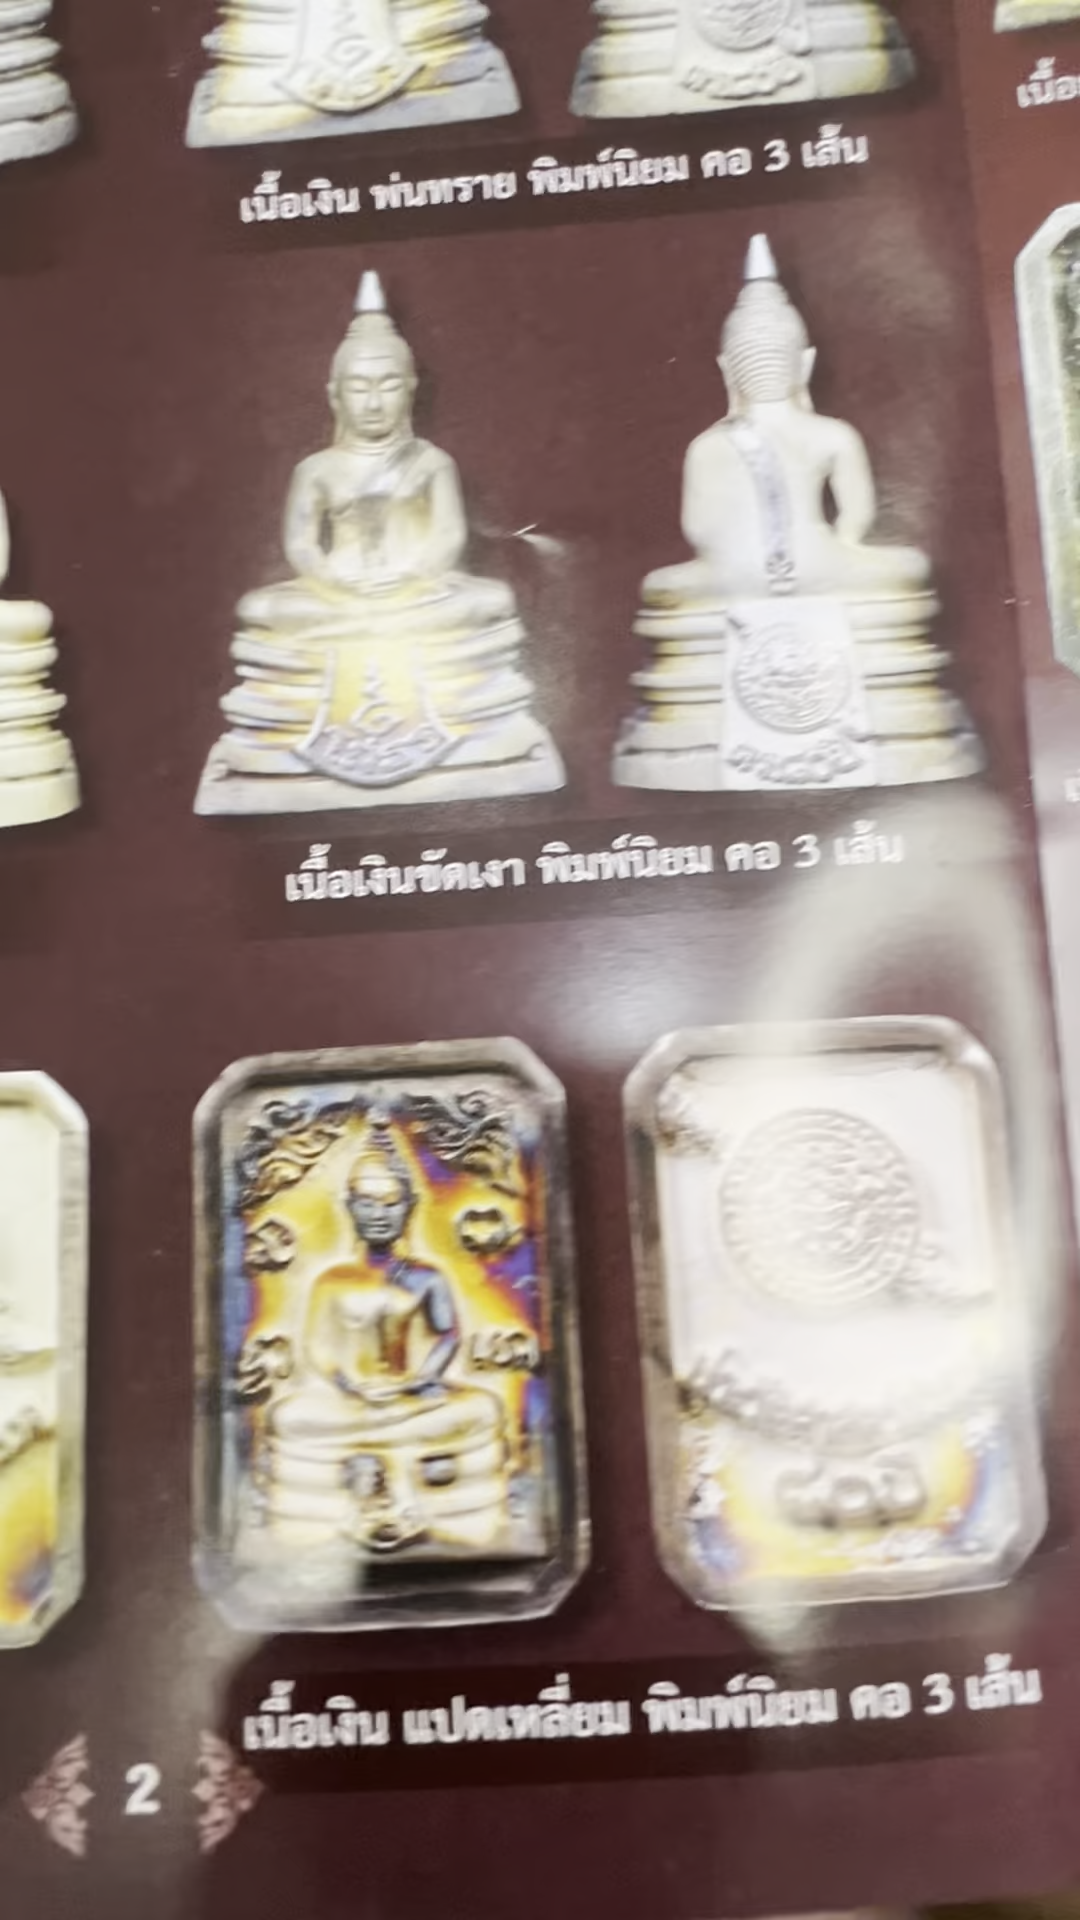 เนื้อเงิน พ่นทราย พิมพ์นิยม คอ 3 เส้น
เนื้อ
เนื้อเงินขัดเงา พิมพ์นิยม คอ 3 เส้น
เนื้อเงิน แปดเหลี่ยม พิมพ์นิยม คอ 3 เส้น
2